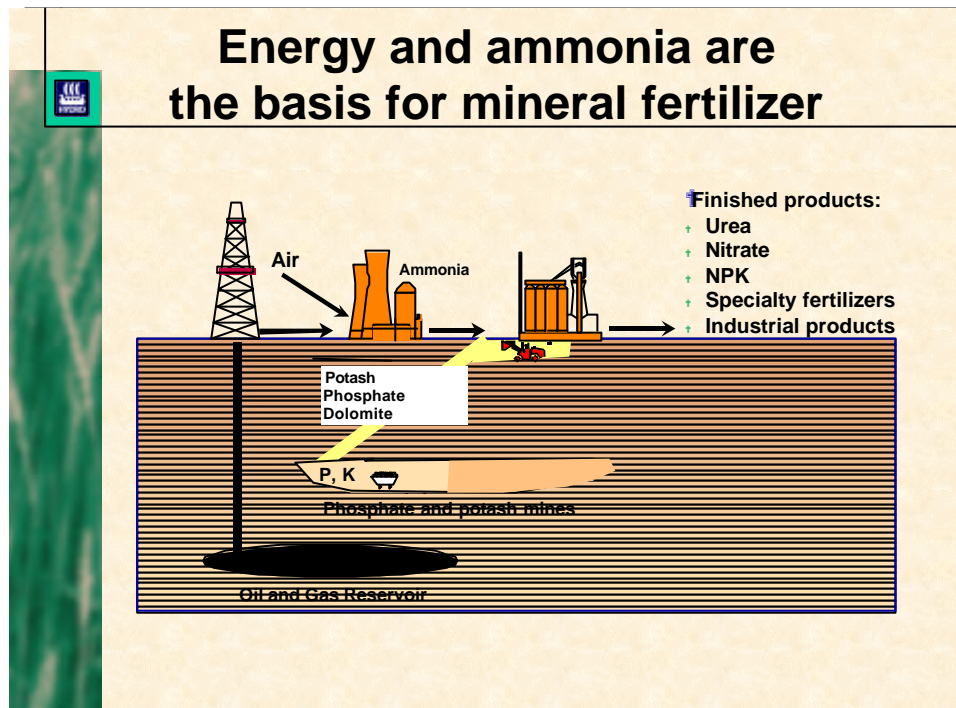 Energy and ammonia are
the basis for mineral fertilizer
HYDRO
Finished products:
Urea
Nitrate
NPK
Specialty fertilizers
Industrial products
Air
Ammonia
Potash
Phosphate
Dolomite
P, K
Phosphate and potash mines
Oil and Gas Reservoir